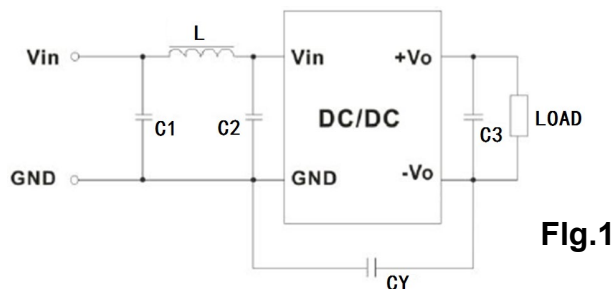 L
Vin
Vin
+Vo
C1
C2
DC/DC
C3
LOAD
GND
GND
-Vo
FIg.1
CY